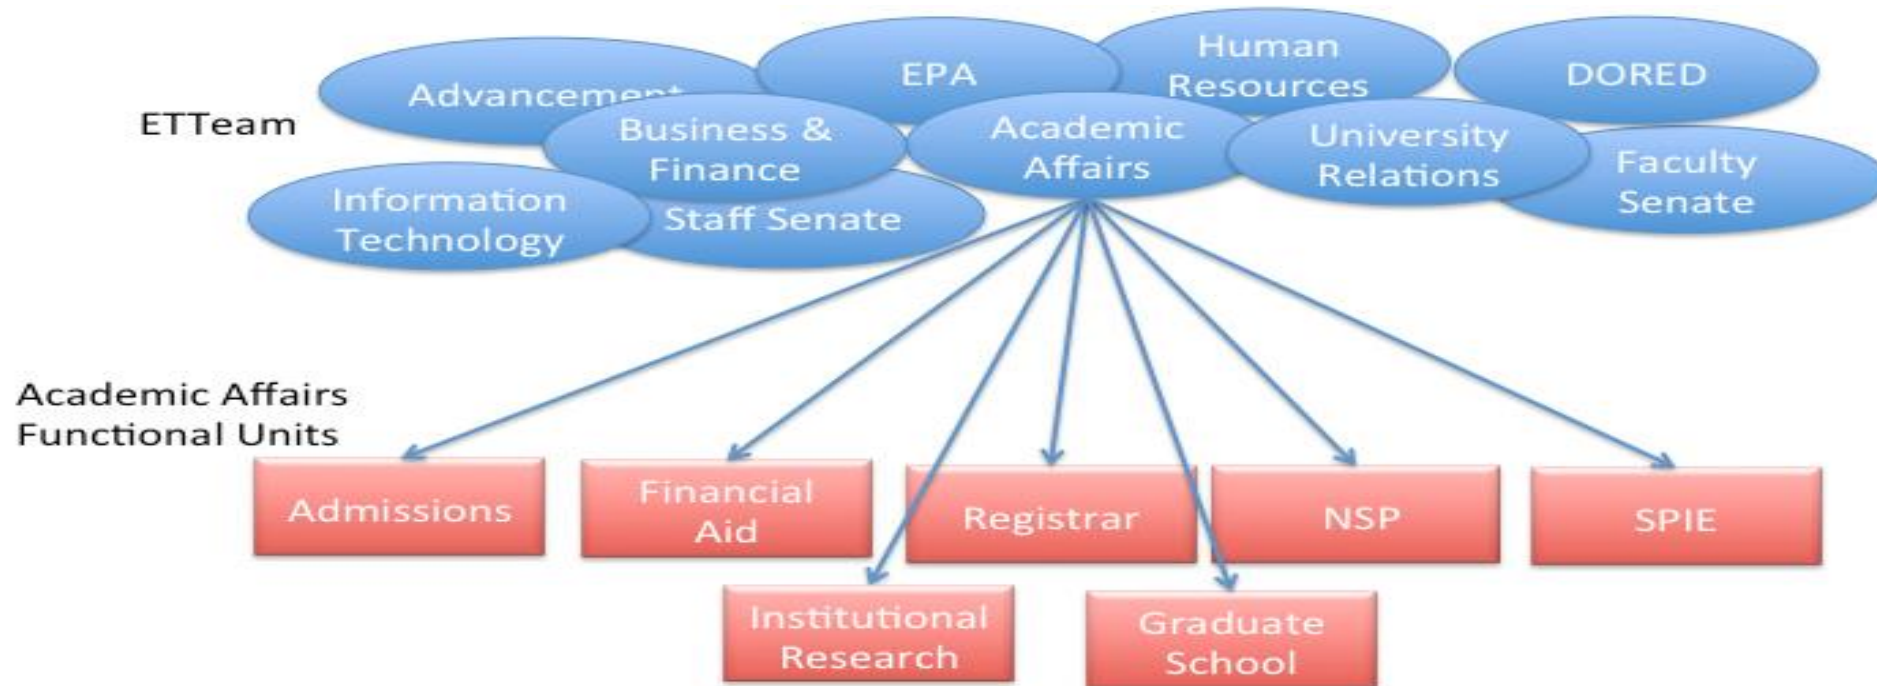 ETTeam
Advancement
EPA
Human
Resources
DORED
Business &
Finance
Academic
Affairs
University
Relations
Faculty
Senate
Information
Technology
Staff Senate
Academic Affairs
Functional Units
Admissions
Financial
Aid
Registrar
NSP
SPIE
Institutional
Research
Graduate
School